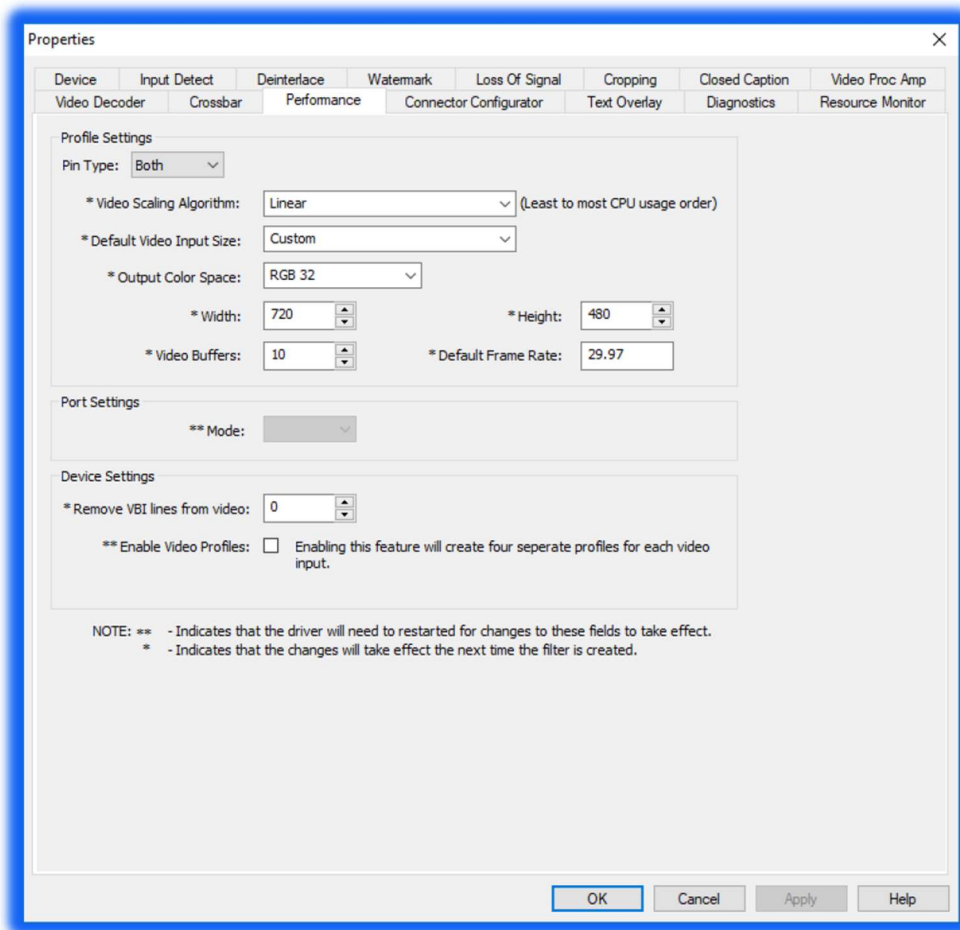 Properties
Device Input Detect Deinterlace Watermark Loss Of Signal Cropping Closed Caption Video Proc Amp
Video Decoder Crossbar Performance Connector Configurator Text Overlay Diagnostics Resource Monitor
Profile Settings
Pin Type: Both
* Video Scaling Algorithm: Linear (Least to most CPU usage order)
* Default Video Input Size: Custom
* Output Color Space: RGB 32
* Width: 720 * Height: 480
* Video Buffers: 10 * Default Frame Rate: 29.97
Port Settings
** Mode:
Device Settings
* Remove VBI lines from video: 0
** Enable Video Profiles: Enabling this feature will create four seperate profiles for each video
input.
NOTE: ** - Indicates that the driver will need to restarted for changes to these fields to take effect.
* - Indicates that the changes will take effect the next time the filter is created.
OK Cancel Apply Help